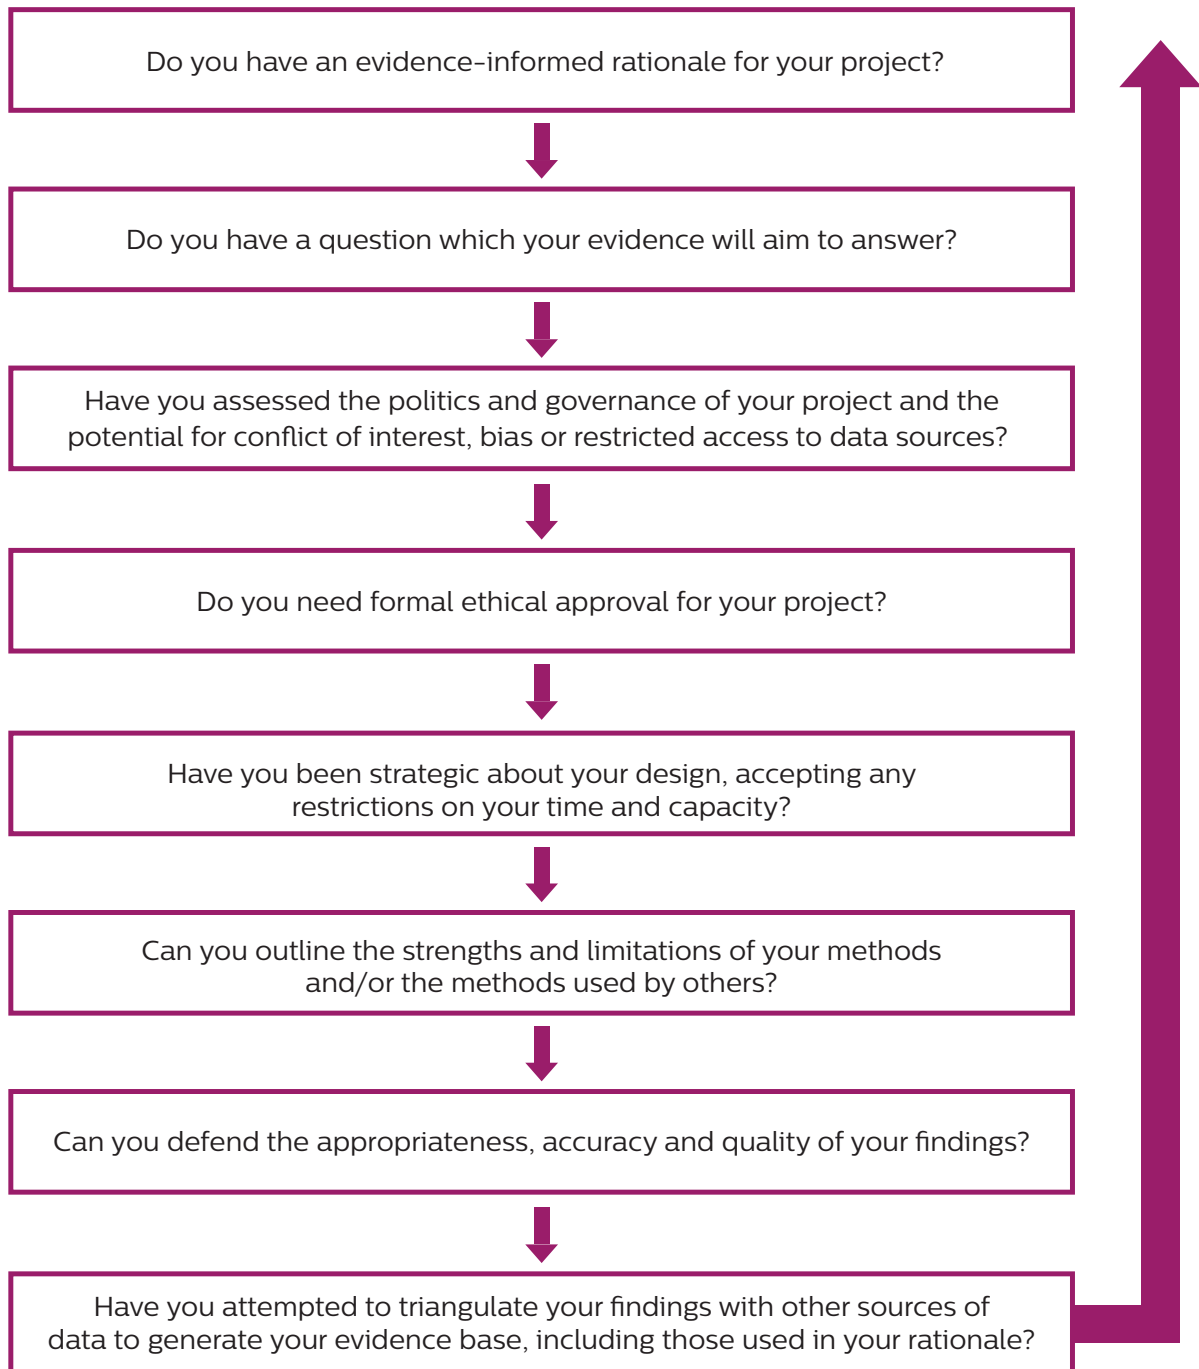 Do you have an evidence-informed rationale for your project?
Do you have a question which your evidence will aim to answer?
Have you assessed the politics and governance of your project and the
potential for conflict of interest, bias or restricted access to data sources?
Do you need formal ethical approval for your project?
Have you been strategic about your design, accepting any
restrictions on your time and capacity?
Can you outline the strengths and limitations of your methods
and/or the methods used by others?
Can you defend the appropriateness, accuracy and quality of your findings?
Have you attempted to triangulate your findings with other sources of
data to generate your evidence base, including those used in your rationale?